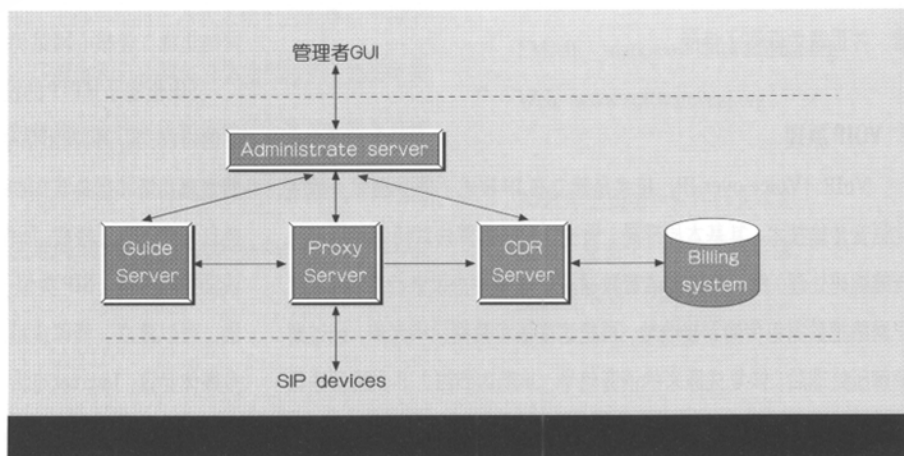 管理者GUI
Administrate server
Guide
Server
Proxy
Server
CDR
Server
Billing
system
SIP devices